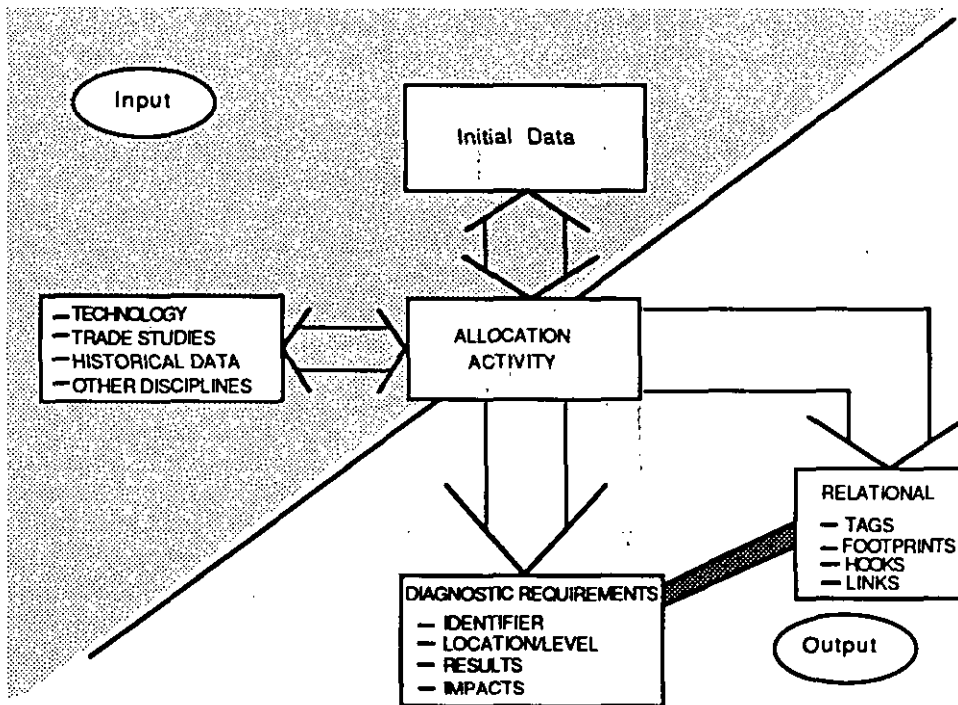 Input
Initial Data
— TECHNOLOGY
— TRADE STUDIES
— HISTORICAL DATA
— OTHER DISCIPLINES
ALLOCATION
ACTIVITY
RELATIONAL
— TAGS
— FOOTPRINTS
— HOOKS
— LINKS
DIAGNOSTIC REQUIREMENTS
— IDENTIFIER
— LOCATION/LEVEL
— RESULTS
— IMPACTS
Output